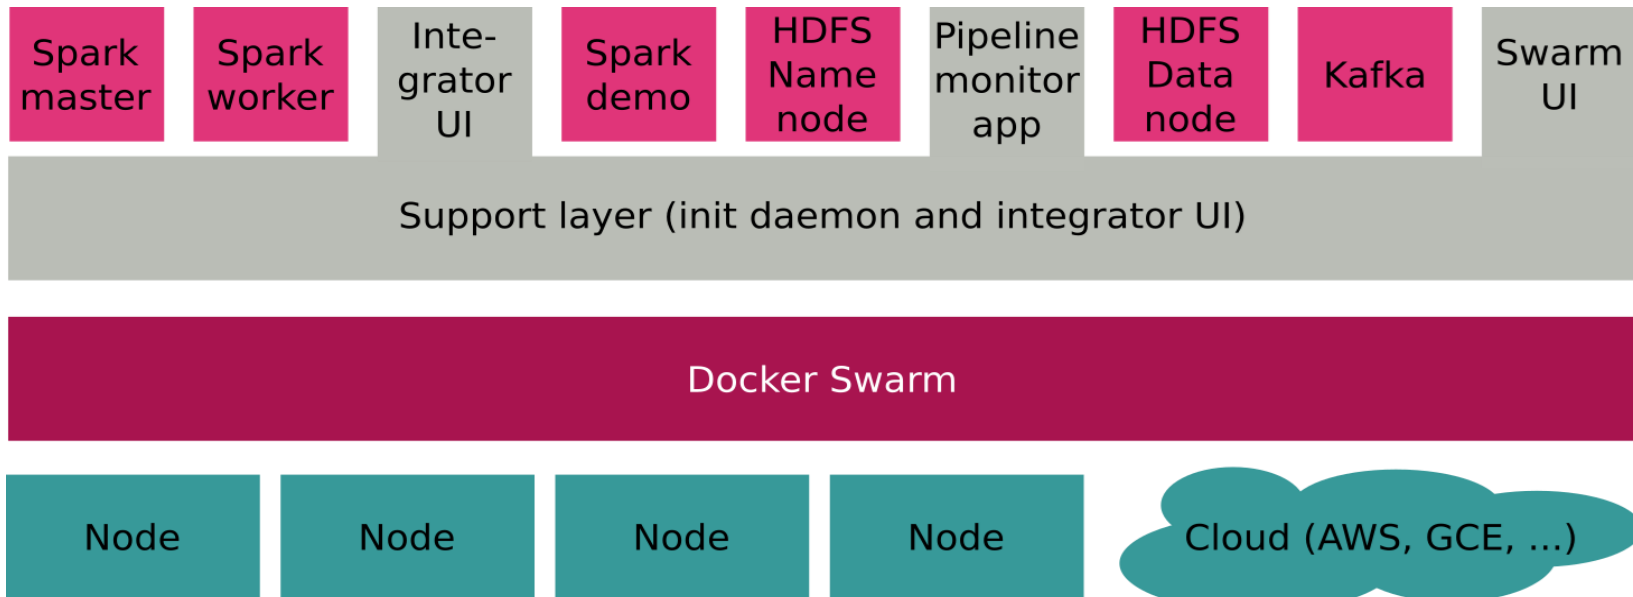 Spark
master
Spark
worker
Inte-
grator
UI
Spark
demo
HDFS
Name
node
Pipeline
monitor
app
HDFS
Data
node
Kafka
Swarm
UI
Support layer (init daemon and integrator UI)
Docker Swarm
Node
Node
Node
Node
Cloud (AWS, GCE, ...)